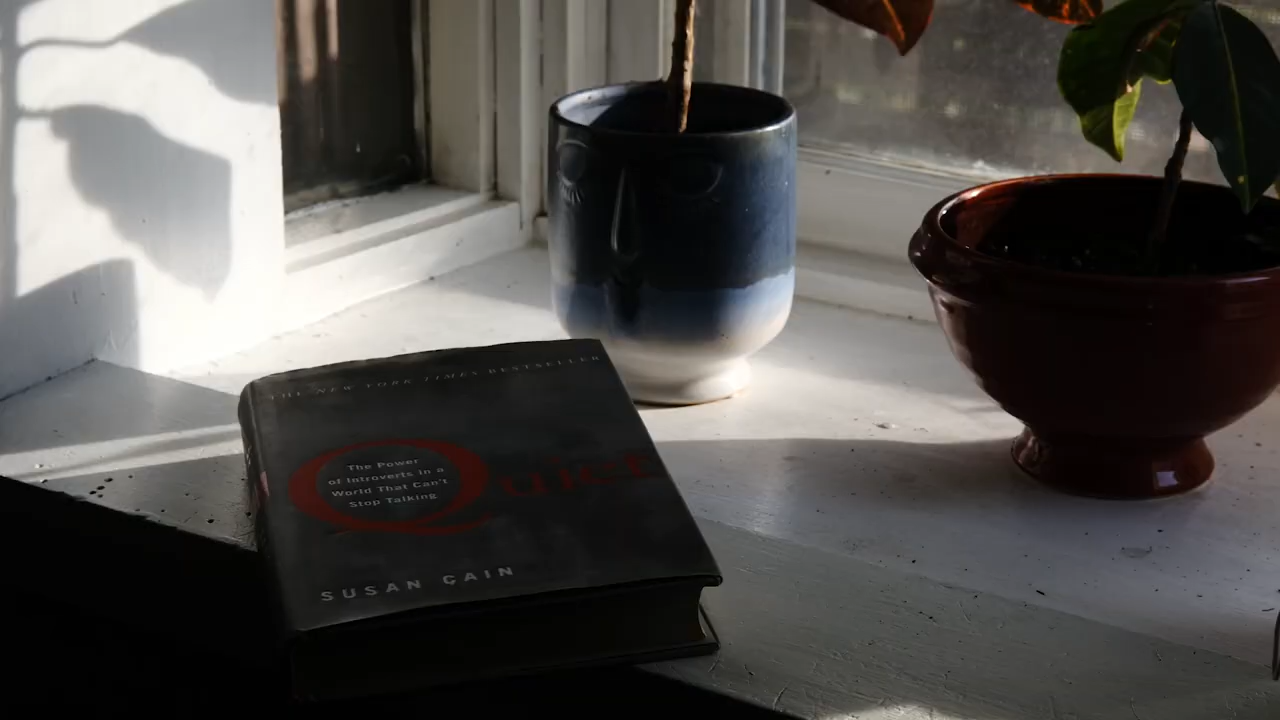 THE NEW YORK TIMES BESTSELLER
Quiet
The Power
of Introverts in a
World That Can't
Stop Talking
SUSAN CAIN